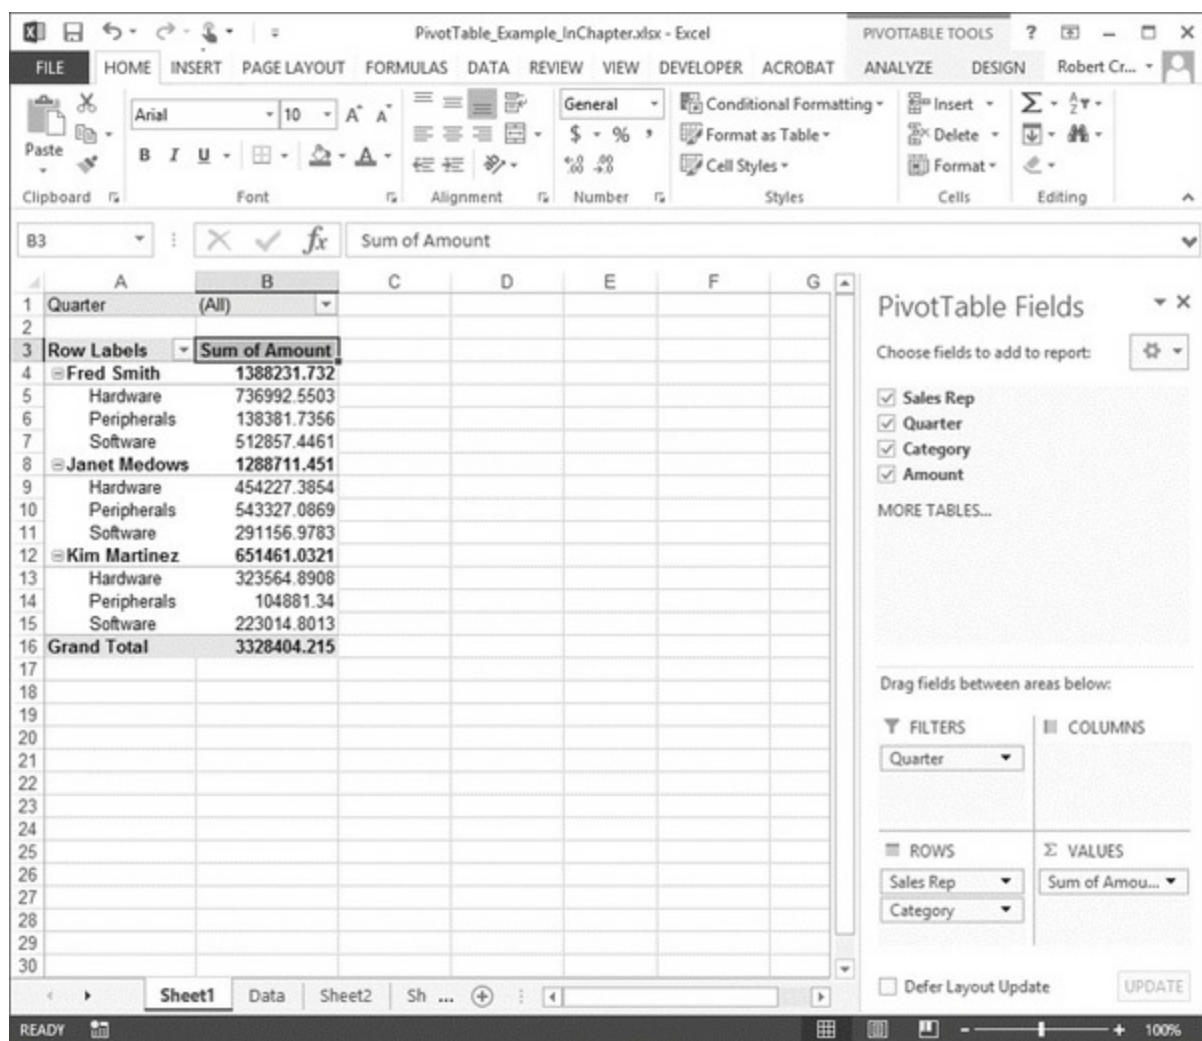 PivotTable_Example_InChapter.xlsx - Excel
PIVOTTABLE TOOLS
?
FILE HOME INSERT PAGE LAYOUT FORMULAS DATA REVIEW VIEW DEVELOPER ACROBAT ANALYZE DESIGN Robert Cr...
Paste
Arial 10
B I U
General
$ % ,
Conditional Formatting
Format as Table
Cell Styles
Insert
Delete
Format
Clipboard Font Alignment Number Styles Cells Editing
B3 fx Sum of Amount
A B C D E F G
1 Quarter (All)
2
3 Row Labels Sum of Amount
4 Fred Smith 1388231.732
5 Hardware 736992.5503
6 Peripherals 138381.7356
7 Software 512857.4461
8 Janet Medows 1288711.451
9 Hardware 454227.3854
10 Peripherals 543327.0869
11 Software 291156.9783
12 Kim Martinez 651461.0321
13 Hardware 323564.8908
14 Peripherals 104881.34
15 Software 223014.8013
16 Grand Total 3328404.215
17
18
19
20
21
22
23
24
25
26
27
28
29
30
PivotTable Fields
Choose fields to add to report:
Sales Rep
Quarter
Category
Amount
MORE TABLES...
Drag fields between areas below:
FILTERS
COLUMNS
Quarter
ROWS
Σ VALUES
Sales Rep
Sum of Amou...
Category
Defer Layout Update
UPDATE
Sheet1 Data Sheet2 Sh ...
READY
100%